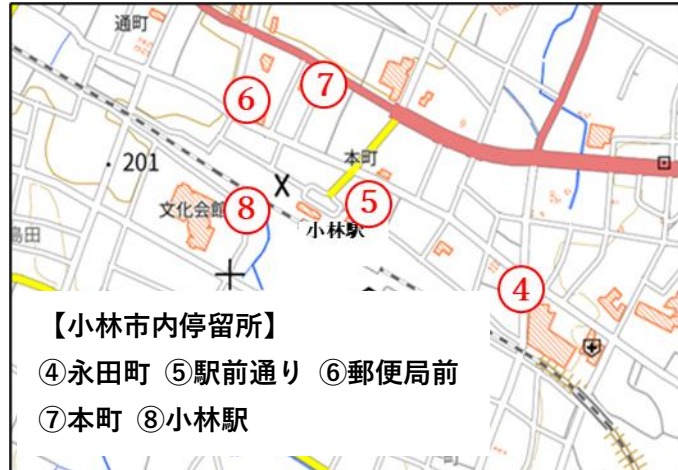 通町
⑦
⑥
本町
201
⑤
文化会館
⑧
小林駅
島田
④
【小林市内停留所】
④永田町 ⑤駅前通り ⑥郵便局前
⑦本町 ⑧小林駅
町